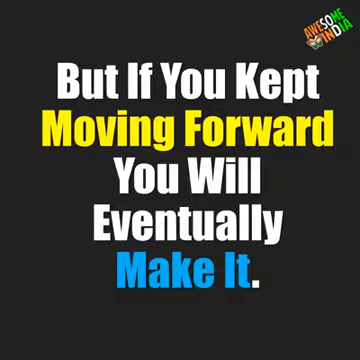 AWESOME
INDIA
But If You Kept
Moving Forward
You Will
Eventually
Make It.